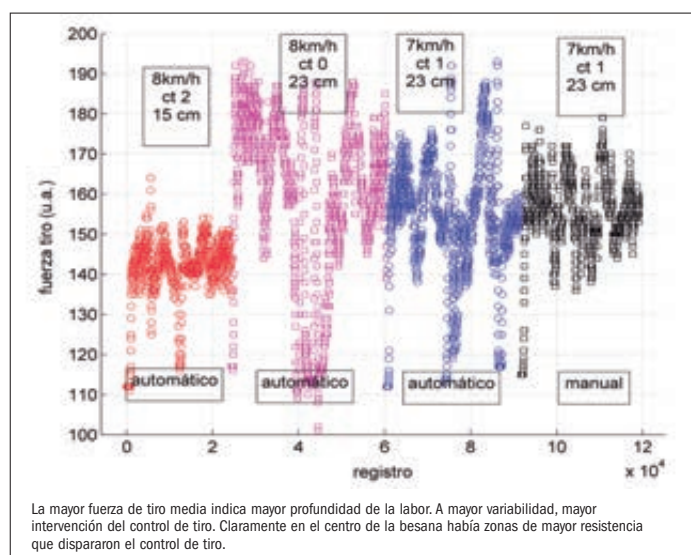 200
190
180
170
160
150
140
130
120
110
100
fuerza tiro (u.a.)
8km/h
ct 2
15 cm
8km/h
ct 0
23 cm
7km/h
ct 1
23 cm
7km/h
ct 1
23 cm
automático
automático
automático
manual
0
2
4
6
8
10
12
registro
x 10⁴
La mayor fuerza de tiro media indica mayor profundidad de la labor. A mayor variabilidad, mayor
intervención del control de tiro. Claramente en el centro de la besana había zonas de mayor resistencia
que dispararon el control de tiro.